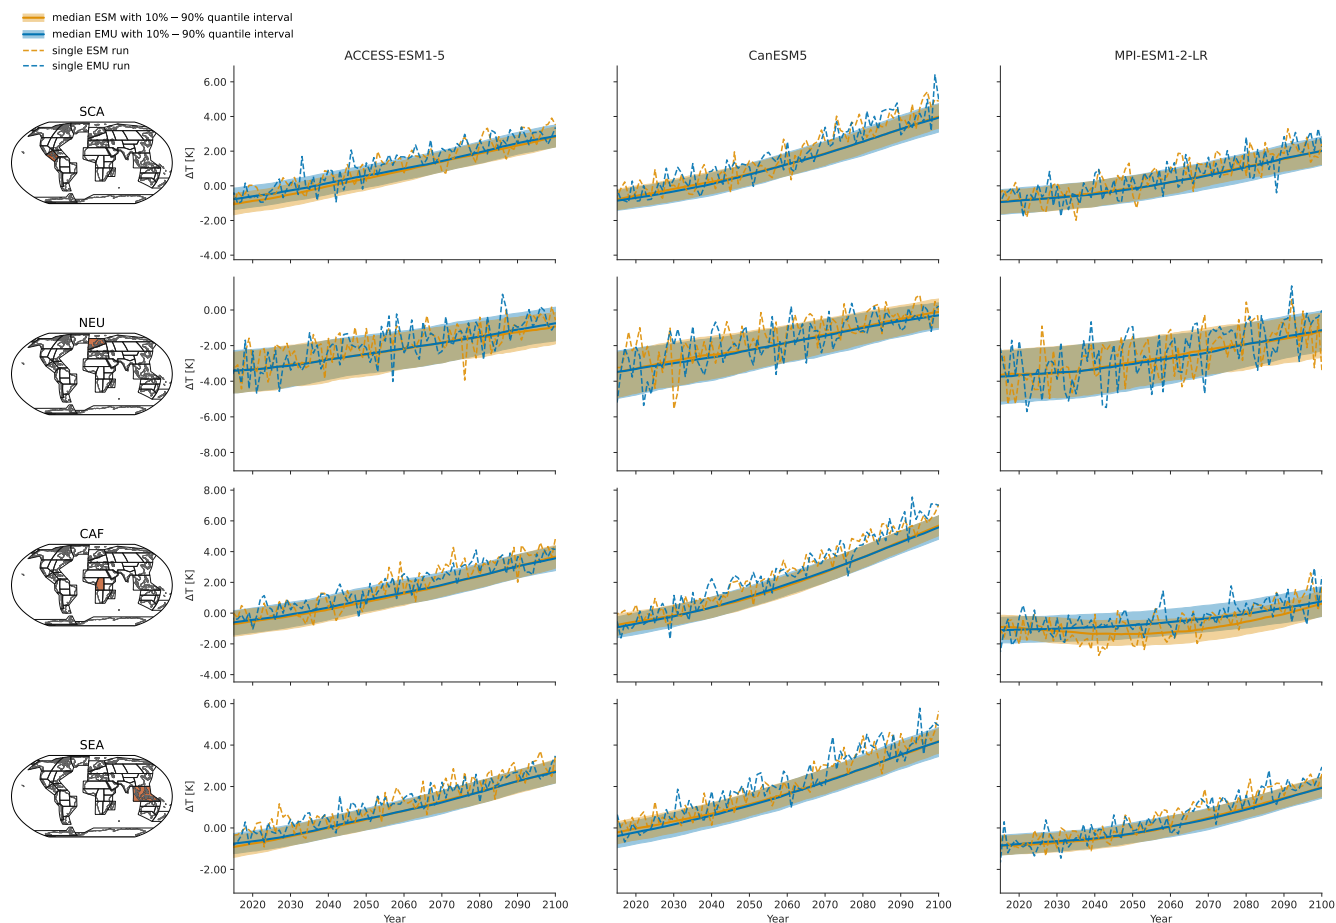 median ESM with 10% − 90% quantile interval
median EMU with 10% − 90% quantile interval
single ESM run
single EMU run
ACCESS-ESM1-5
CanESM5
MPI-ESM1-2-LR
SCA
ΔT [K]
6.00
4.00
2.00
0.00
-2.00
-4.00
NEU
ΔT [K]
0.00
-2.00
-4.00
-6.00
-8.00
CAF
ΔT [K]
8.00
6.00
4.00
2.00
0.00
-2.00
-4.00
SEA
ΔT [K]
6.00
4.00
2.00
0.00
-2.00
2020 2030 2040 2050 2060 2070 2080 2090 2100
2020 2030 2040 2050 2060 2070 2080 2090 2100
2020 2030 2040 2050 2060 2070 2080 2090 2100
Year
Year
Year